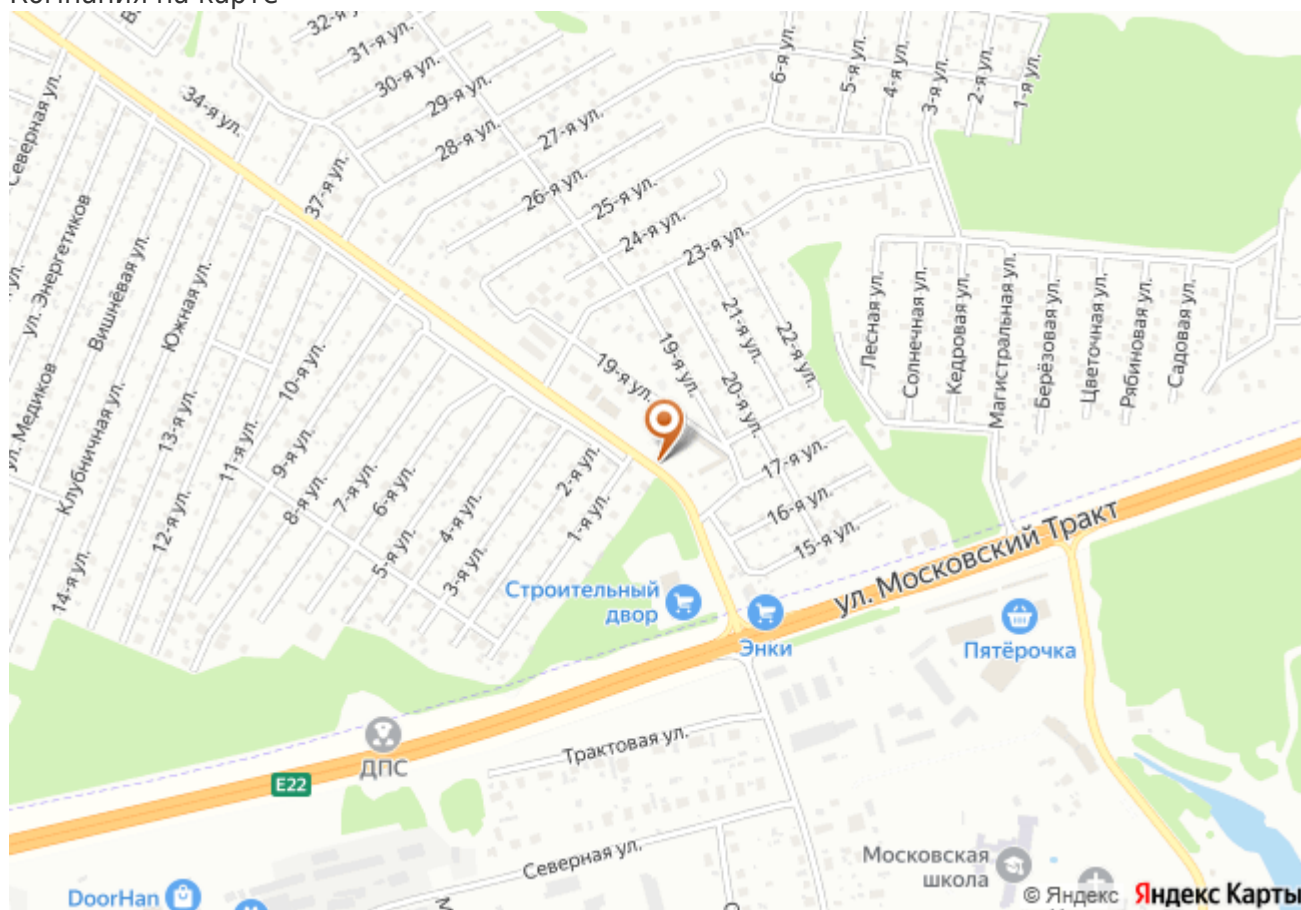 Компания на карте
32-я ул.
31-я ул.
30-я ул.
29-я ул.
28-я ул.
27-я ул.
26-я ул.
25-я ул.
24-я ул.
23-я ул.
6-я ул.
5-я ул.
4-я ул.
3-я ул.
2-я ул.
1-я ул.
34-я ул.
37-я ул.
Северная ул.
ул. Энергетиков
Вишнёвая ул.
Южная ул.
ул. Медиков
Клубничная ул.
14-я ул.
13-я ул.
12-я ул.
11-я ул.
10-я ул.
9-я ул.
8-я ул.
7-я ул.
6-я ул.
5-я ул.
4-я ул.
3-я ул.
2-я ул.
1-я ул.
19-я ул.
19-я ул.
20-я ул.
21-я ул.
22-я ул.
17-я ул.
16-я ул.
15-я ул.
Лесная ул.
Солнечная ул.
Кедровая ул.
Магистральная ул.
Берёзовая ул.
Цветочная ул.
Рябиновая ул.
Садовая ул.
ул. Московский Тракт
Строительный
двор
Энки
Пятёрочка
ДПС
E22
Трактовая ул.
Северная ул.
Московская
школа
DoorHan
© Яндекс Яндекс Карты